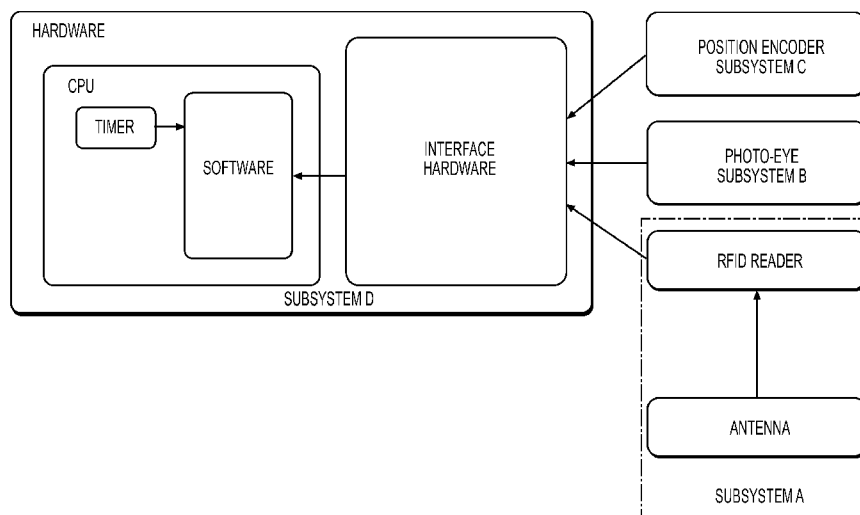 HARDWARE
CPU
TIMER
SOFTWARE
INTERFACE
HARDWARE
SUBSYSTEM D
POSITION ENCODER
SUBSYSTEM C
PHOTO-EYE
SUBSYSTEM B
RFID READER
ANTENNA
SUBSYSTEM A